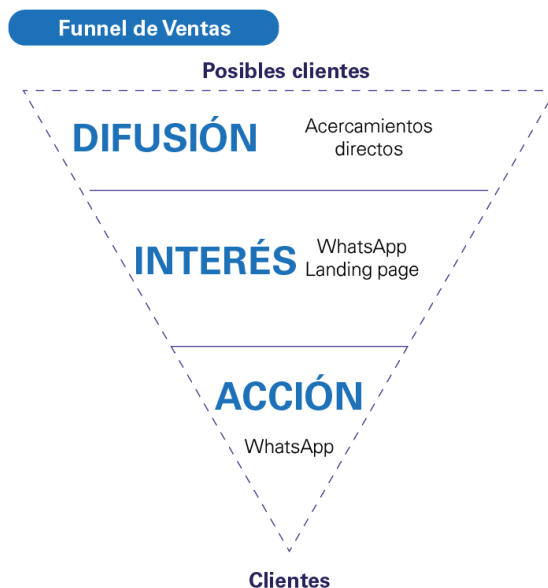 Funnel de Ventas
Posibles clientes
DIFUSIÓN
Acercamientos
directos
INTERÉS
WhatsApp
Landing page
ACCIÓN
WhatsApp
Clientes